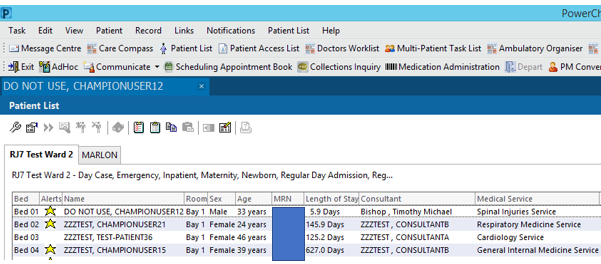 P PowerCh
Task Edit View Patient Record Links Notifications Patient List Help
Message Centre Care Compass Patient List Patient Access List Doctors Worklist Multi-Patient Task List Ambulatory Organiser
Exit AdHoc Communicate Scheduling Appointment Book Collections Inquiry Medication Administration Depart PM Conver
DO NOT USE, CHAMPIONUSER12 ×
Patient List
RJ7 Test Ward 2 MARLON
RJ7 Test Ward 2 - Day Case, Emergency, Inpatient, Maternity, Newborn, Regular Day Admission, Reg...
Bed Alerts Name Room Sex Age MRN Length of Stay Consultant Medical Service
Bed 01 DO NOT USE, CHAMPIONUSER12 Bay 1 Male 33 years 5.9 Days Bishop , Timothy Michael Spinal Injuries Service
Bed 02 ZZZTEST, CHAMPIONUSER21 Bay 1 Female 24 years 145.9 Days ZZZTEST , CONSULTANTB Respiratory Medicine Service
Bed 03 ZZZTEST, TEST-PATIENT36 Bay 1 Female 46 years 125.2 Days ZZZTEST , CONSULTANTA Cardiology Service
Bed 04 ZZZTEST, CHAMPIONUSER15 Bay 1 Female 39 years 627.0 Days ZZZTEST , CONSULTANTB General Internal Medicine Service